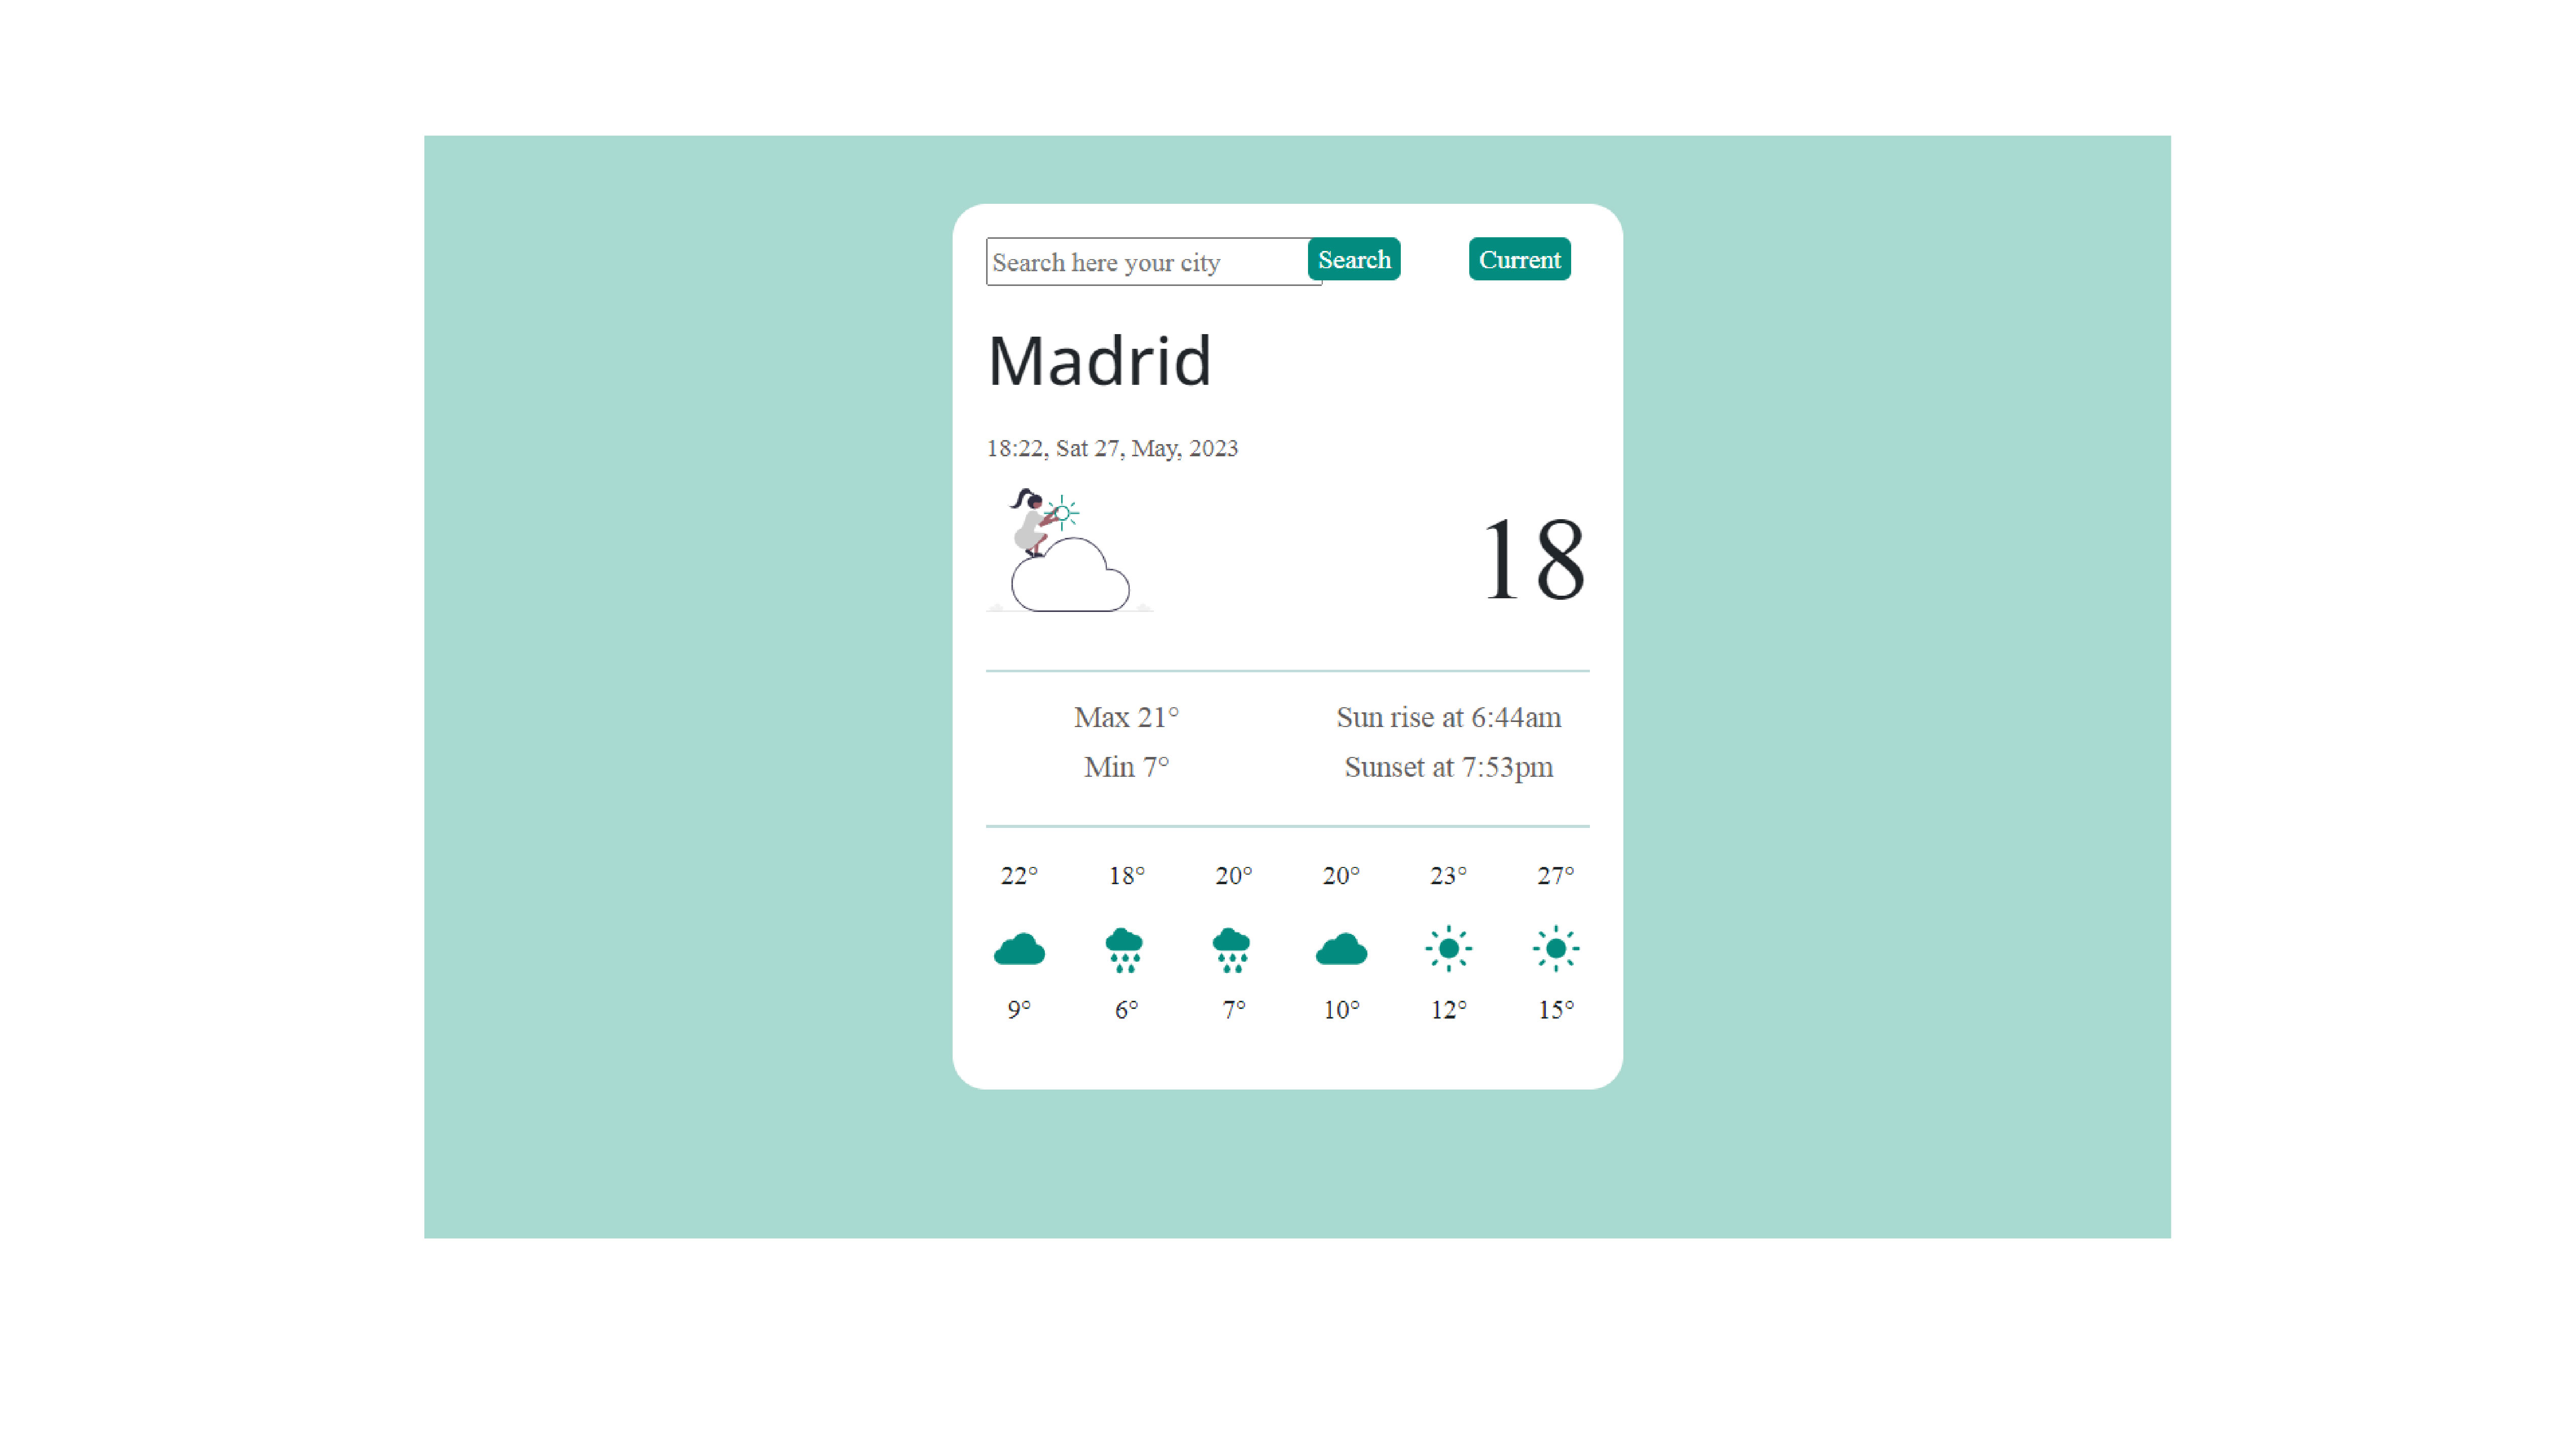 Search here your city Search Current
Madrid
18:22, Sat 27, May, 2023
18
Max 21° Sun rise at 6:44am
Min 7° Sunset at 7:53pm
22° 18° 20° 20° 23° 27°
9° 6° 7° 10° 12° 15°